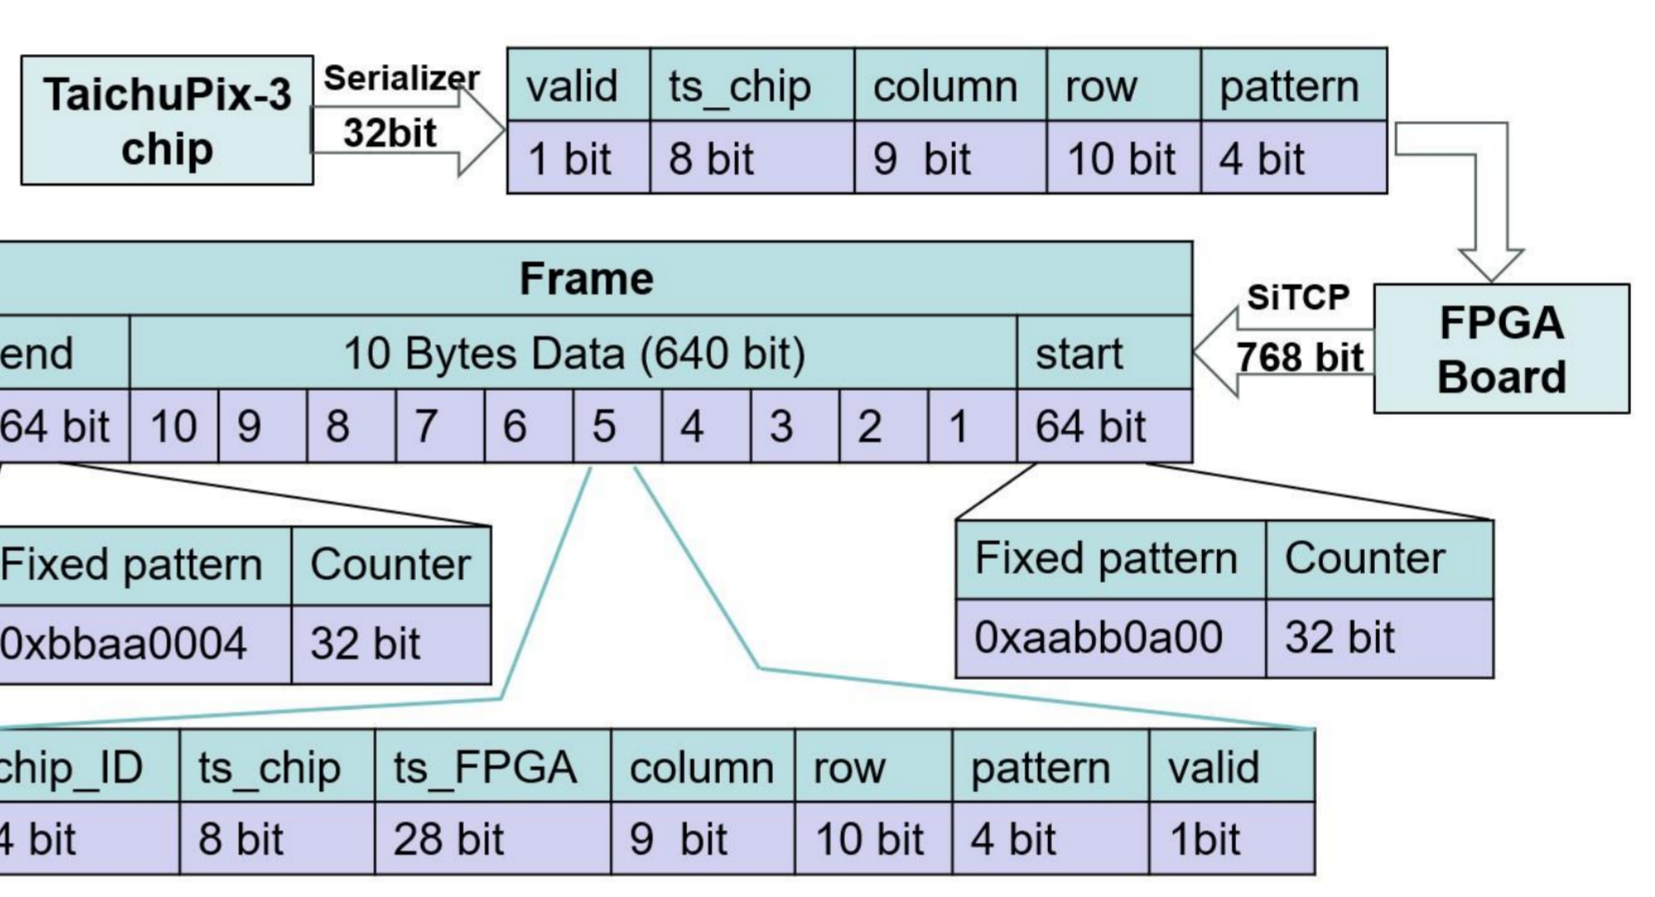 TaichuPix-3
chip
Serializer
32bit
valid ts_chip column row pattern
1 bit 8 bit 9 bit 10 bit 4 bit
Frame
end 10 Bytes Data (640 bit) start
64 bit 10 9 8 7 6 5 4 3 2 1 64 bit
SiTCP
768 bit
FPGA
Board
Fixed pattern Counter
0xbbaa0004 32 bit
Fixed pattern Counter
0xaabb0a00 32 bit
chip_ID ts_chip ts_FPGA column row pattern valid
4 bit 8 bit 28 bit 9 bit 10 bit 4 bit 1bit